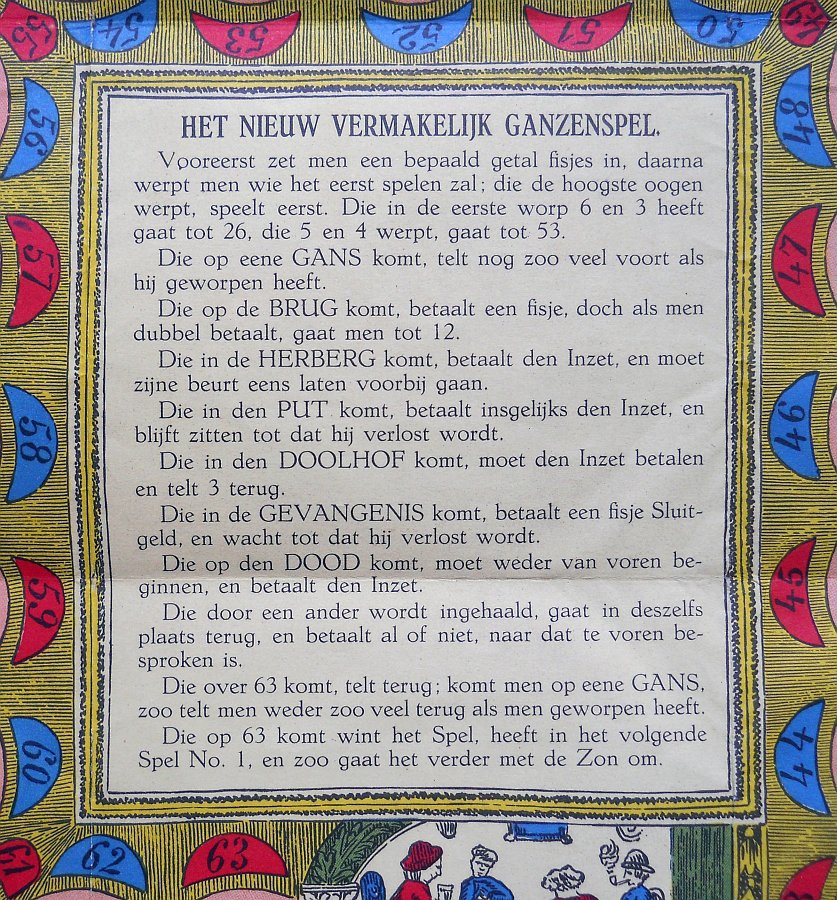 55 54 53 52 51 50 49
HET NIEUW VERMAKELIJK GANZENSPEL.
Vooreerst zet men een bepaald getal fisjes in, daarna
werpt men wie het eerst spelen zal; die de hoogste oogen
werpt, speelt eerst. Die in de eerste worp 6 en 3 heeft
gaat tot 26, die 5 en 4 werpt, gaat tot 53.
Die op eene GANS komt, telt nog zoo veel voort als
hij geworpen heeft.
Die op de BRUG komt, betaalt een fisje, doch als men
dubbel betaalt, gaat men tot 12.
Die in de HERBERG komt, betaalt den Inzet, en moet
zijne beurt eens laten voorbij gaan.
Die in den PUT komt, betaalt insgelijks den Inzet, en
blijft zitten tot dat hij verlost wordt.
Die in den DOOLHOF komt, moet den Inzet betalen
en telt 3 terug.
Die in de GEVANGENIS komt, betaalt een fisje Sluit-
geld, en wacht tot dat hij verlost wordt.
Die op den DOOD komt, moet weder van voren be-
ginnen, en betaalt den Inzet.
Die door een ander wordt ingehaald, gaat in deszelfs
plaats terug, en betaalt al of niet, naar dat te voren be-
sproken is.
Die over 63 komt, telt terug; komt men op eene GANS,
zoo telt men weder zoo veel terug als men geworpen heeft.
Die op 63 komt wint het Spel, heeft in het volgende
Spel No. 1, en zoo gaat het verder met de Zon om.
56
57
58
59
60
61 62 63
48
47
46
45
44